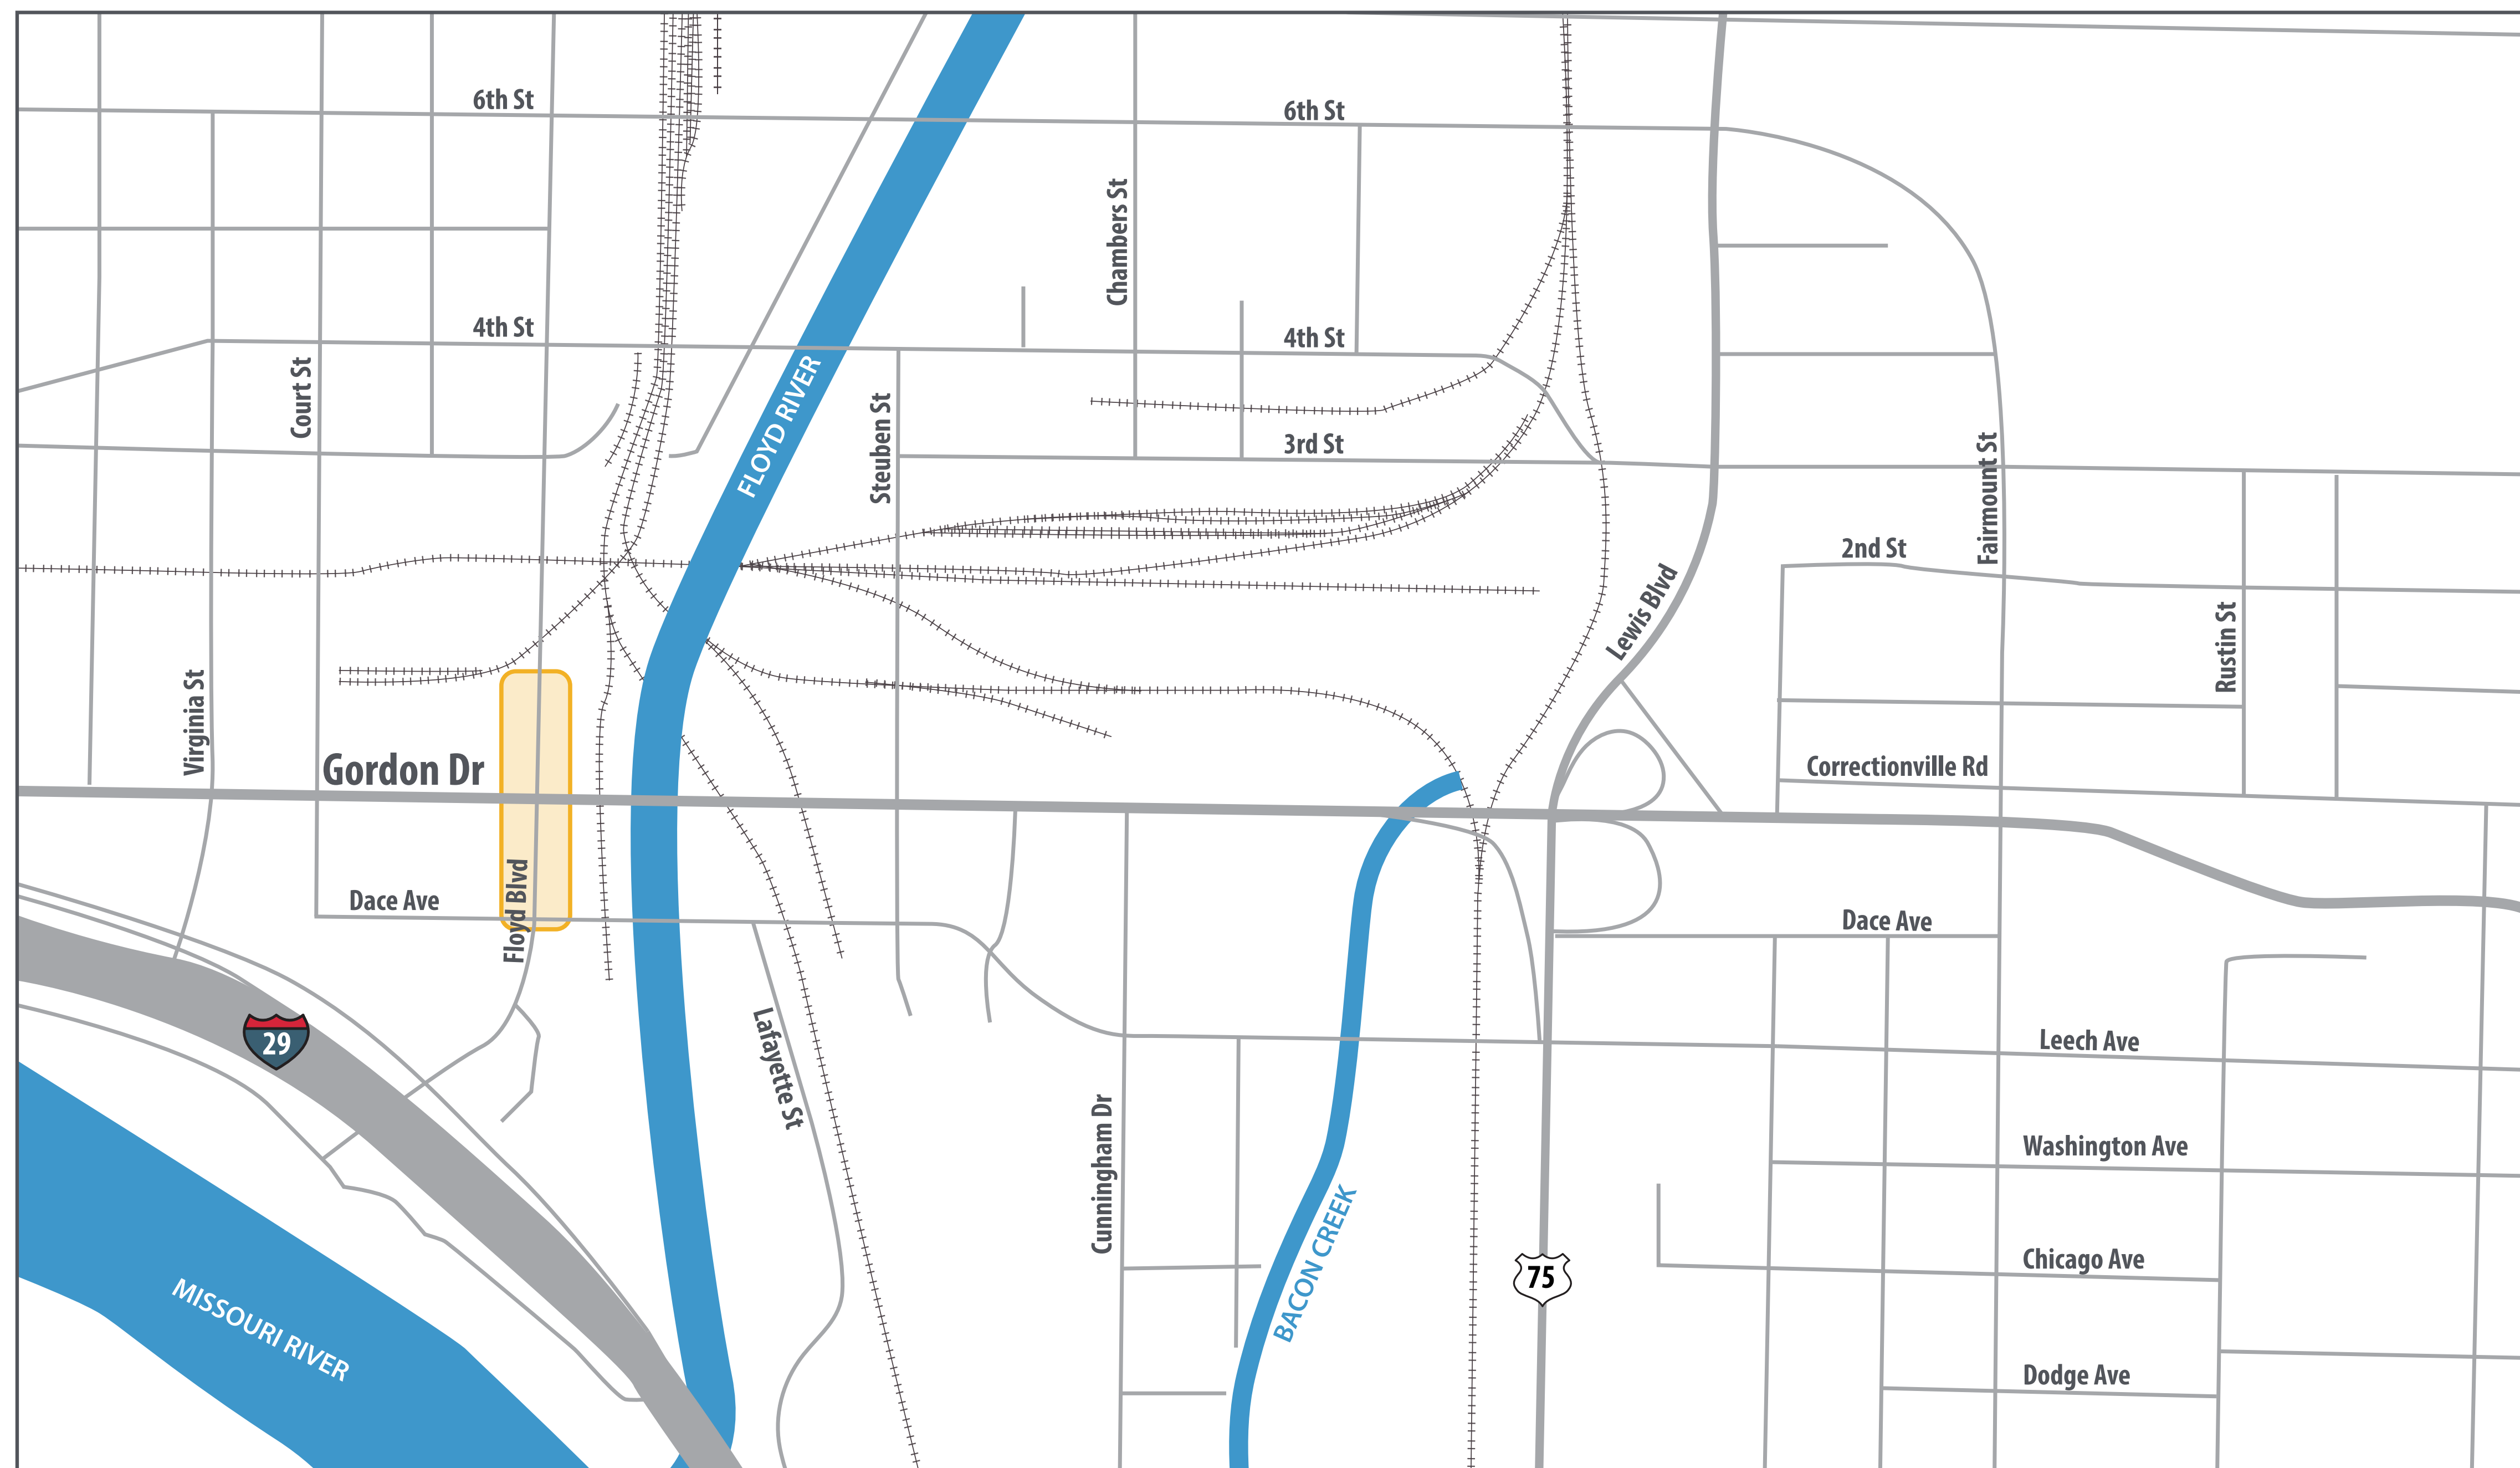 6th St
6th St
Chambers St
4th St
4th St
Court St
FLOYD RIVER
Steuben St
3rd St
Fairmount St
2nd St
Lewis Blvd
Rustin St
Virginia St
Gordon Dr
Correctionville Rd
Dace Ave
Floyd Blvd
Dace Ave
29
Lafayette St
Leech Ave
Cunningham Dr
Washington Ave
BACON CREEK
75
Chicago Ave
MISSOURI RIVER
Dodge Ave